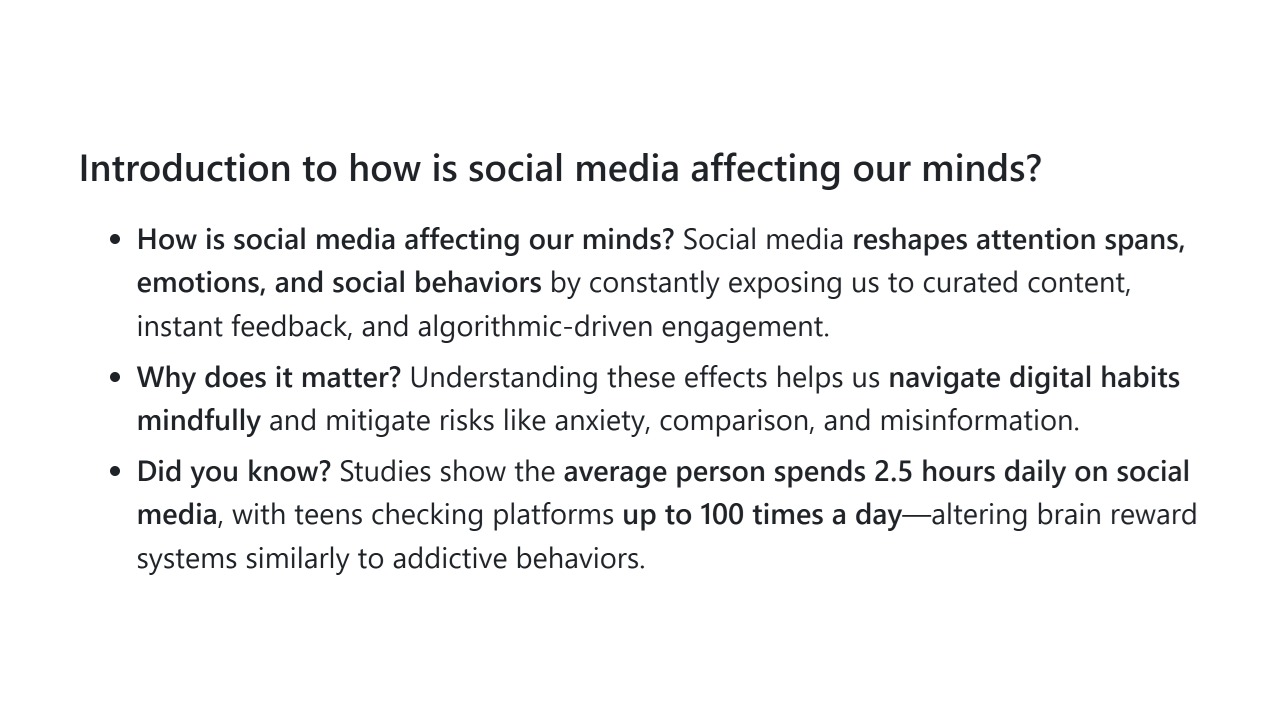 Introduction to how is social media affecting our minds?
• How is social media affecting our minds? Social media reshapes attention spans,
emotions, and social behaviors by constantly exposing us to curated content,
instant feedback, and algorithmic-driven engagement.
• Why does it matter? Understanding these effects helps us navigate digital habits
mindfully and mitigate risks like anxiety, comparison, and misinformation.
• Did you know? Studies show the average person spends 2.5 hours daily on social
media, with teens checking platforms up to 100 times a day—altering brain reward
systems similarly to addictive behaviors.